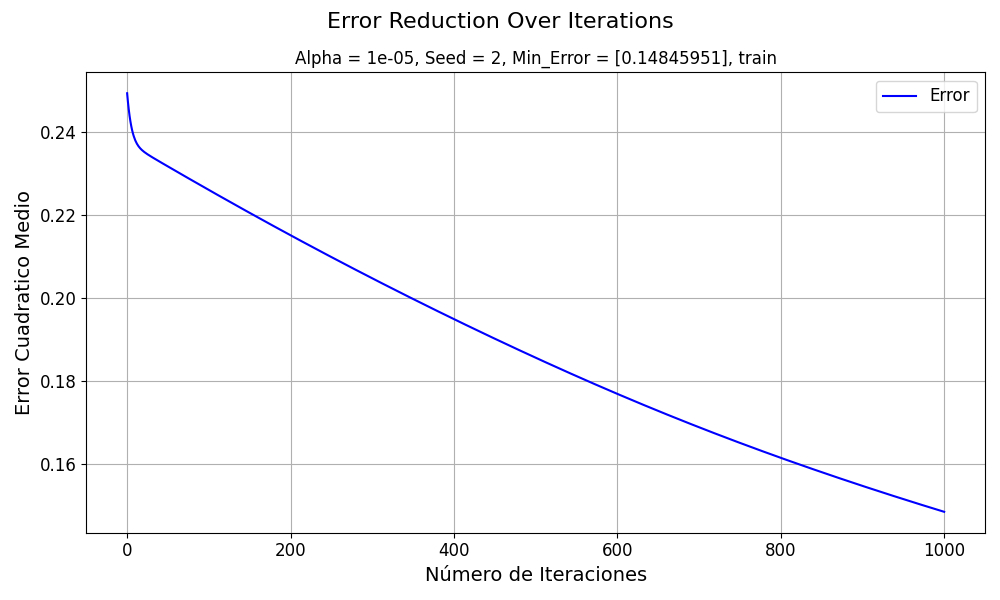 Error Reduction Over Iterations
Alpha = 1e-05, Seed = 2, Min_Error = [0.14845951], train
Error
Error Cuadratico Medio
0.24
0.22
0.20
0.18
0.16
0 200 400 600 800 1000
Número de Iteraciones